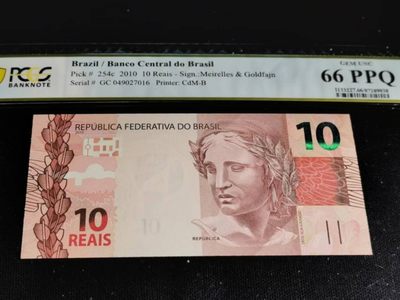 PCGS
BANKNOTE
Brazil / Banco Central do Brasil
Pick # 254c 2010 10 Reais - Sign.:Meirelles & Goldfajn
Serial # GC 049027016 Printer: CdM-B
GEM UNC
66 PPQ
REPÚBLICA FEDERATIVA DO BRASIL
10
10
REAIS
REPÚBLICA